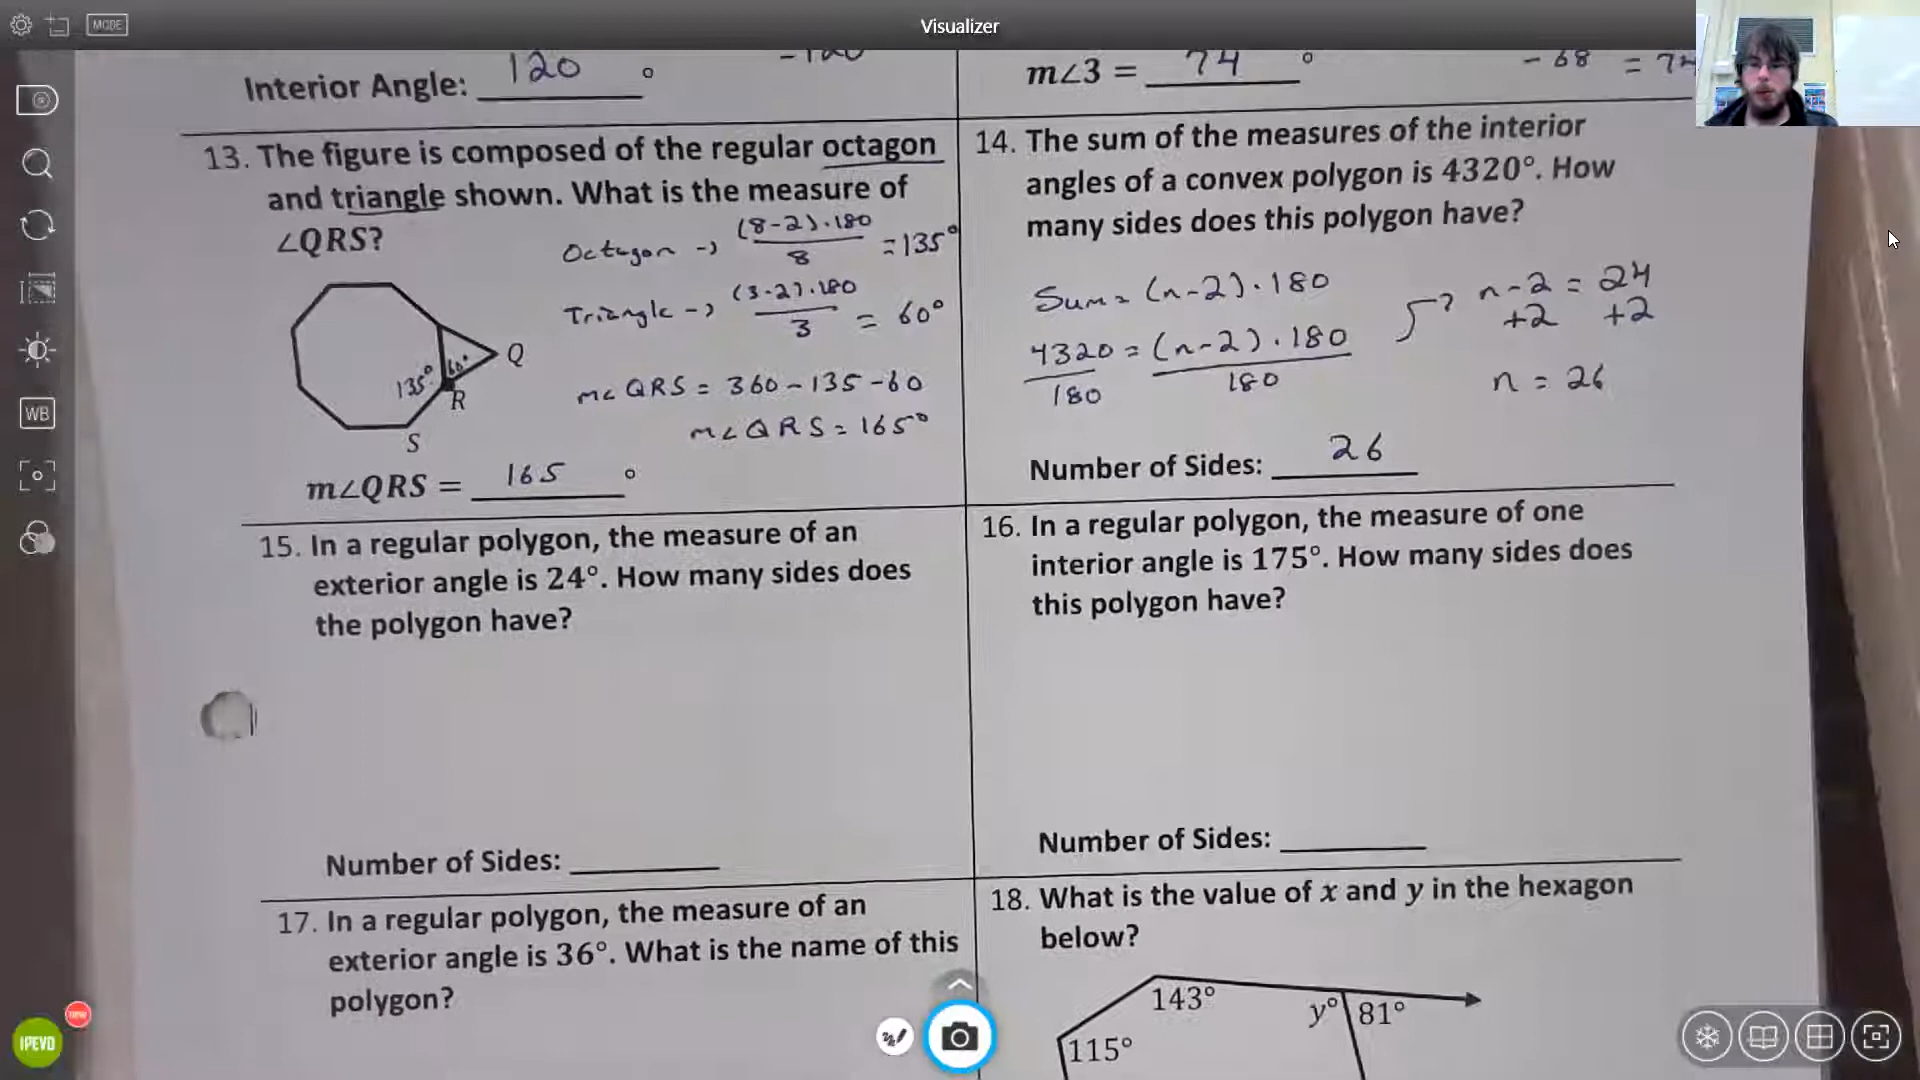 MODE
Visualizer
Interior Angle: 120 °
m∠3 = 74 °
- 68 = 74
13. The figure is composed of the regular octagon
and triangle shown. What is the measure of
∠QRS?
Octagon -> (8-2)·180
8
=135°
Triangle -> (3-2)·180
3
= 60°
Q
135°
60°
R
S
m∠QRS = 360-135-60
m∠QRS = 165°
m∠QRS = 165 °
14. The sum of the measures of the interior
angles of a convex polygon is 4320°. How
many sides does this polygon have?
Sum = (n-2)·180
4320 = (n-2)·180
180 180
n-2 = 24
+2 +2
n = 26
Number of Sides: 26
15. In a regular polygon, the measure of an
exterior angle is 24°. How many sides does
the polygon have?
Number of Sides:
16. In a regular polygon, the measure of one
interior angle is 175°. How many sides does
this polygon have?
Number of Sides:
17. In a regular polygon, the measure of an
exterior angle is 36°. What is the name of this
polygon?
18. What is the value of x and y in the hexagon
below?
143°
y°
81°
115°
WB
new
IPEVO